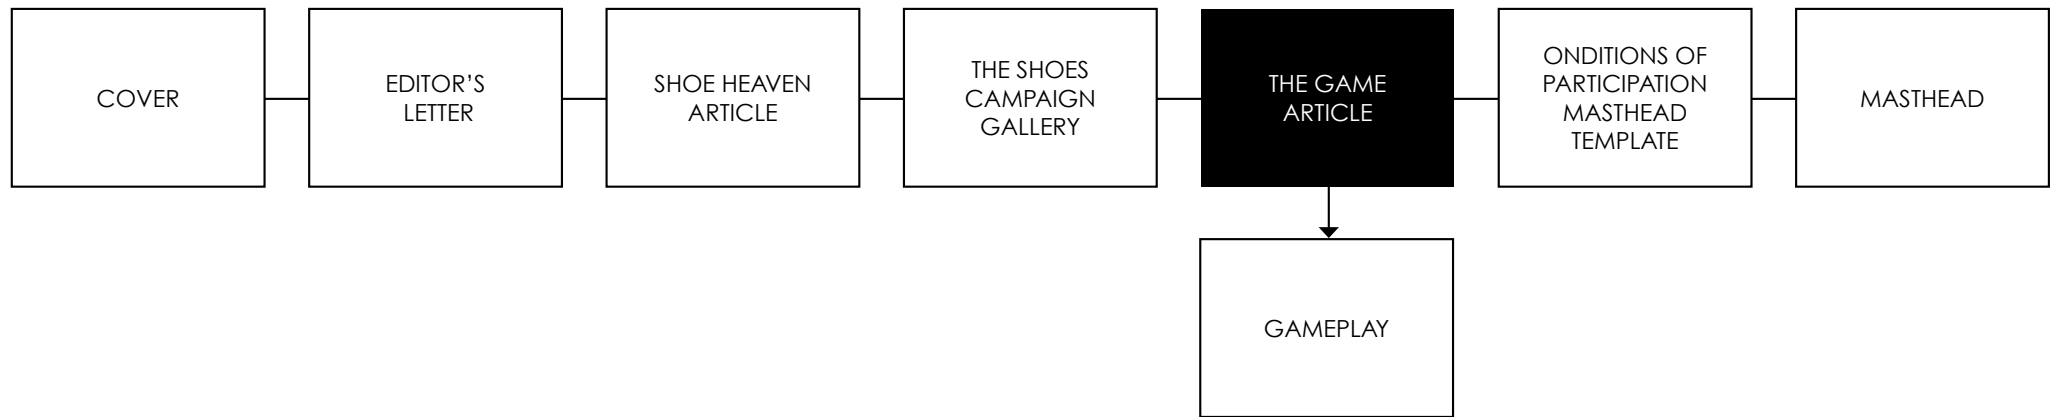 COVER
EDITOR’S
LETTER
SHOE HEAVEN
ARTICLE
THE SHOES
CAMPAIGN
GALLERY
THE GAME
ARTICLE
ONDITIONS OF
PARTICIPATION
MASTHEAD
TEMPLATE
MASTHEAD
GAMEPLAY